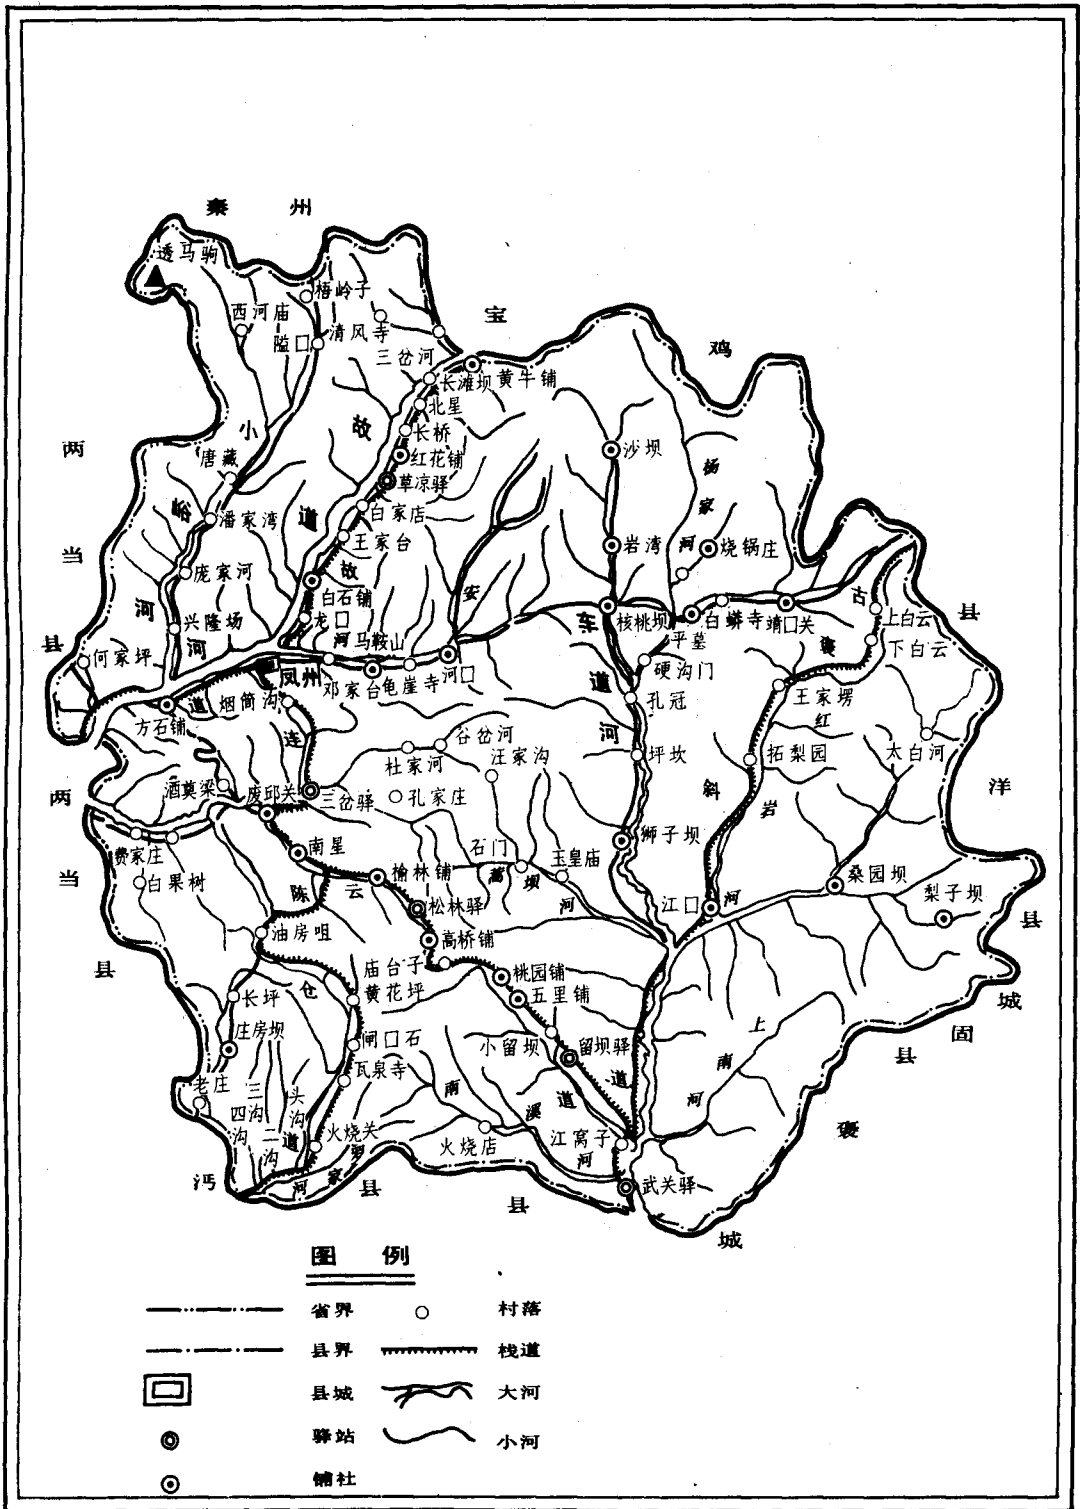 秦 州
透马驹
梧岭子
西河庙
隘口
清风寺
宝
鸡
三岔河
长滩坝
黄牛铺
北星
长桥
红花铺
草凉驿
白家店
王家台
白石铺
龙口
故
道
故
河
小
峪
河
唐藏
潘家湾
庞家河
兴隆场
何家坪
河
两
当
县
沙坝
杨
家
河
岩湾
烧锅庄
安
核桃坝
白蟒寺
靖口关
平墓
硬沟门
孔冠
车
道
河
古
褒
斜
上白云
下白云
王家塄
红
岩
河
太白河
拓梨园
县
洋
县
马鞍山
凤州
邓家台
龟崖寺
河口
方石铺
道
烟筒沟
连
云
道
谷岔河
杜家河
汪家沟
坪坎
酒奠梁
废邱关
三岔驿
孔家庄
两
当
县
费家庄
白果树
南星
榆林铺
松林驿
高桥铺
石门
蒿
坝
河
玉皇庙
狮子坝
江口
桑园坝
梨子坝
陈
仓
道
油房咀
长坪
庄房坝
老庄
庙台子
黄花坪
闸口石
瓦泉寺
火烧关
三
四沟
沟
头
沟
二
沟
桃园铺
五里铺
小留坝
留坝驿
道
上
南
河
城
固
县
褒
城
县
南
溪
河
火烧店
江窝子
武关驿
河
家
沔
县
图 例
省界
村落
县界
栈道
县城
大河
驿站
小河
铺社